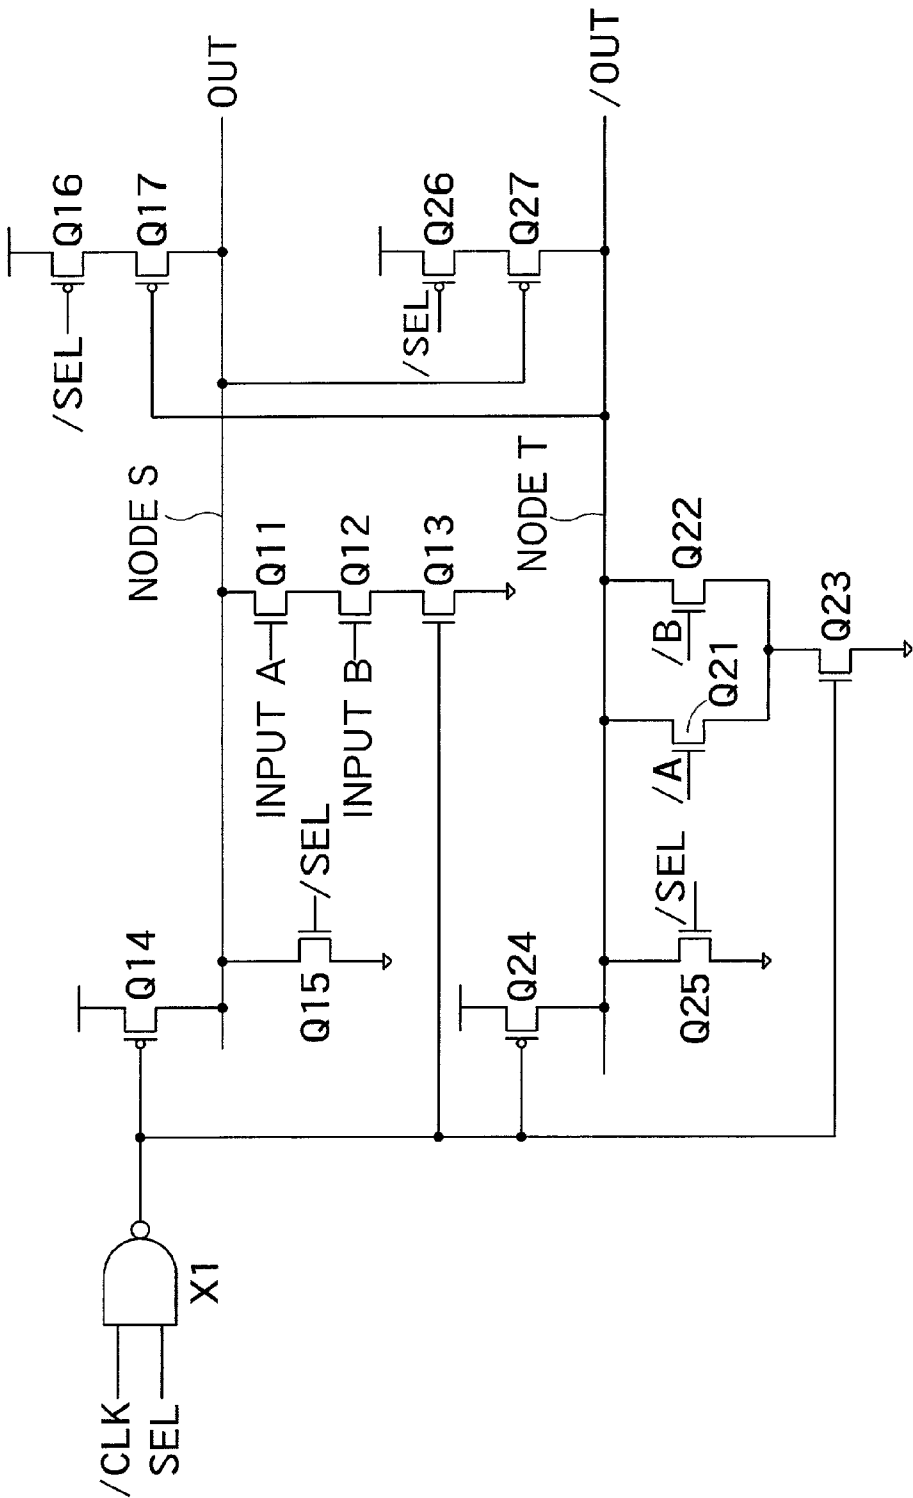 /CLK
SEL
X1
Q14
Q15
/SEL
INPUT A
INPUT B
Q11
Q12
Q13
NODE S
/SEL
Q16
Q17
OUT
Q24
Q25
/SEL
/A
Q21
/B
Q22
Q23
NODE T
/SEL
Q26
Q27
/OUT